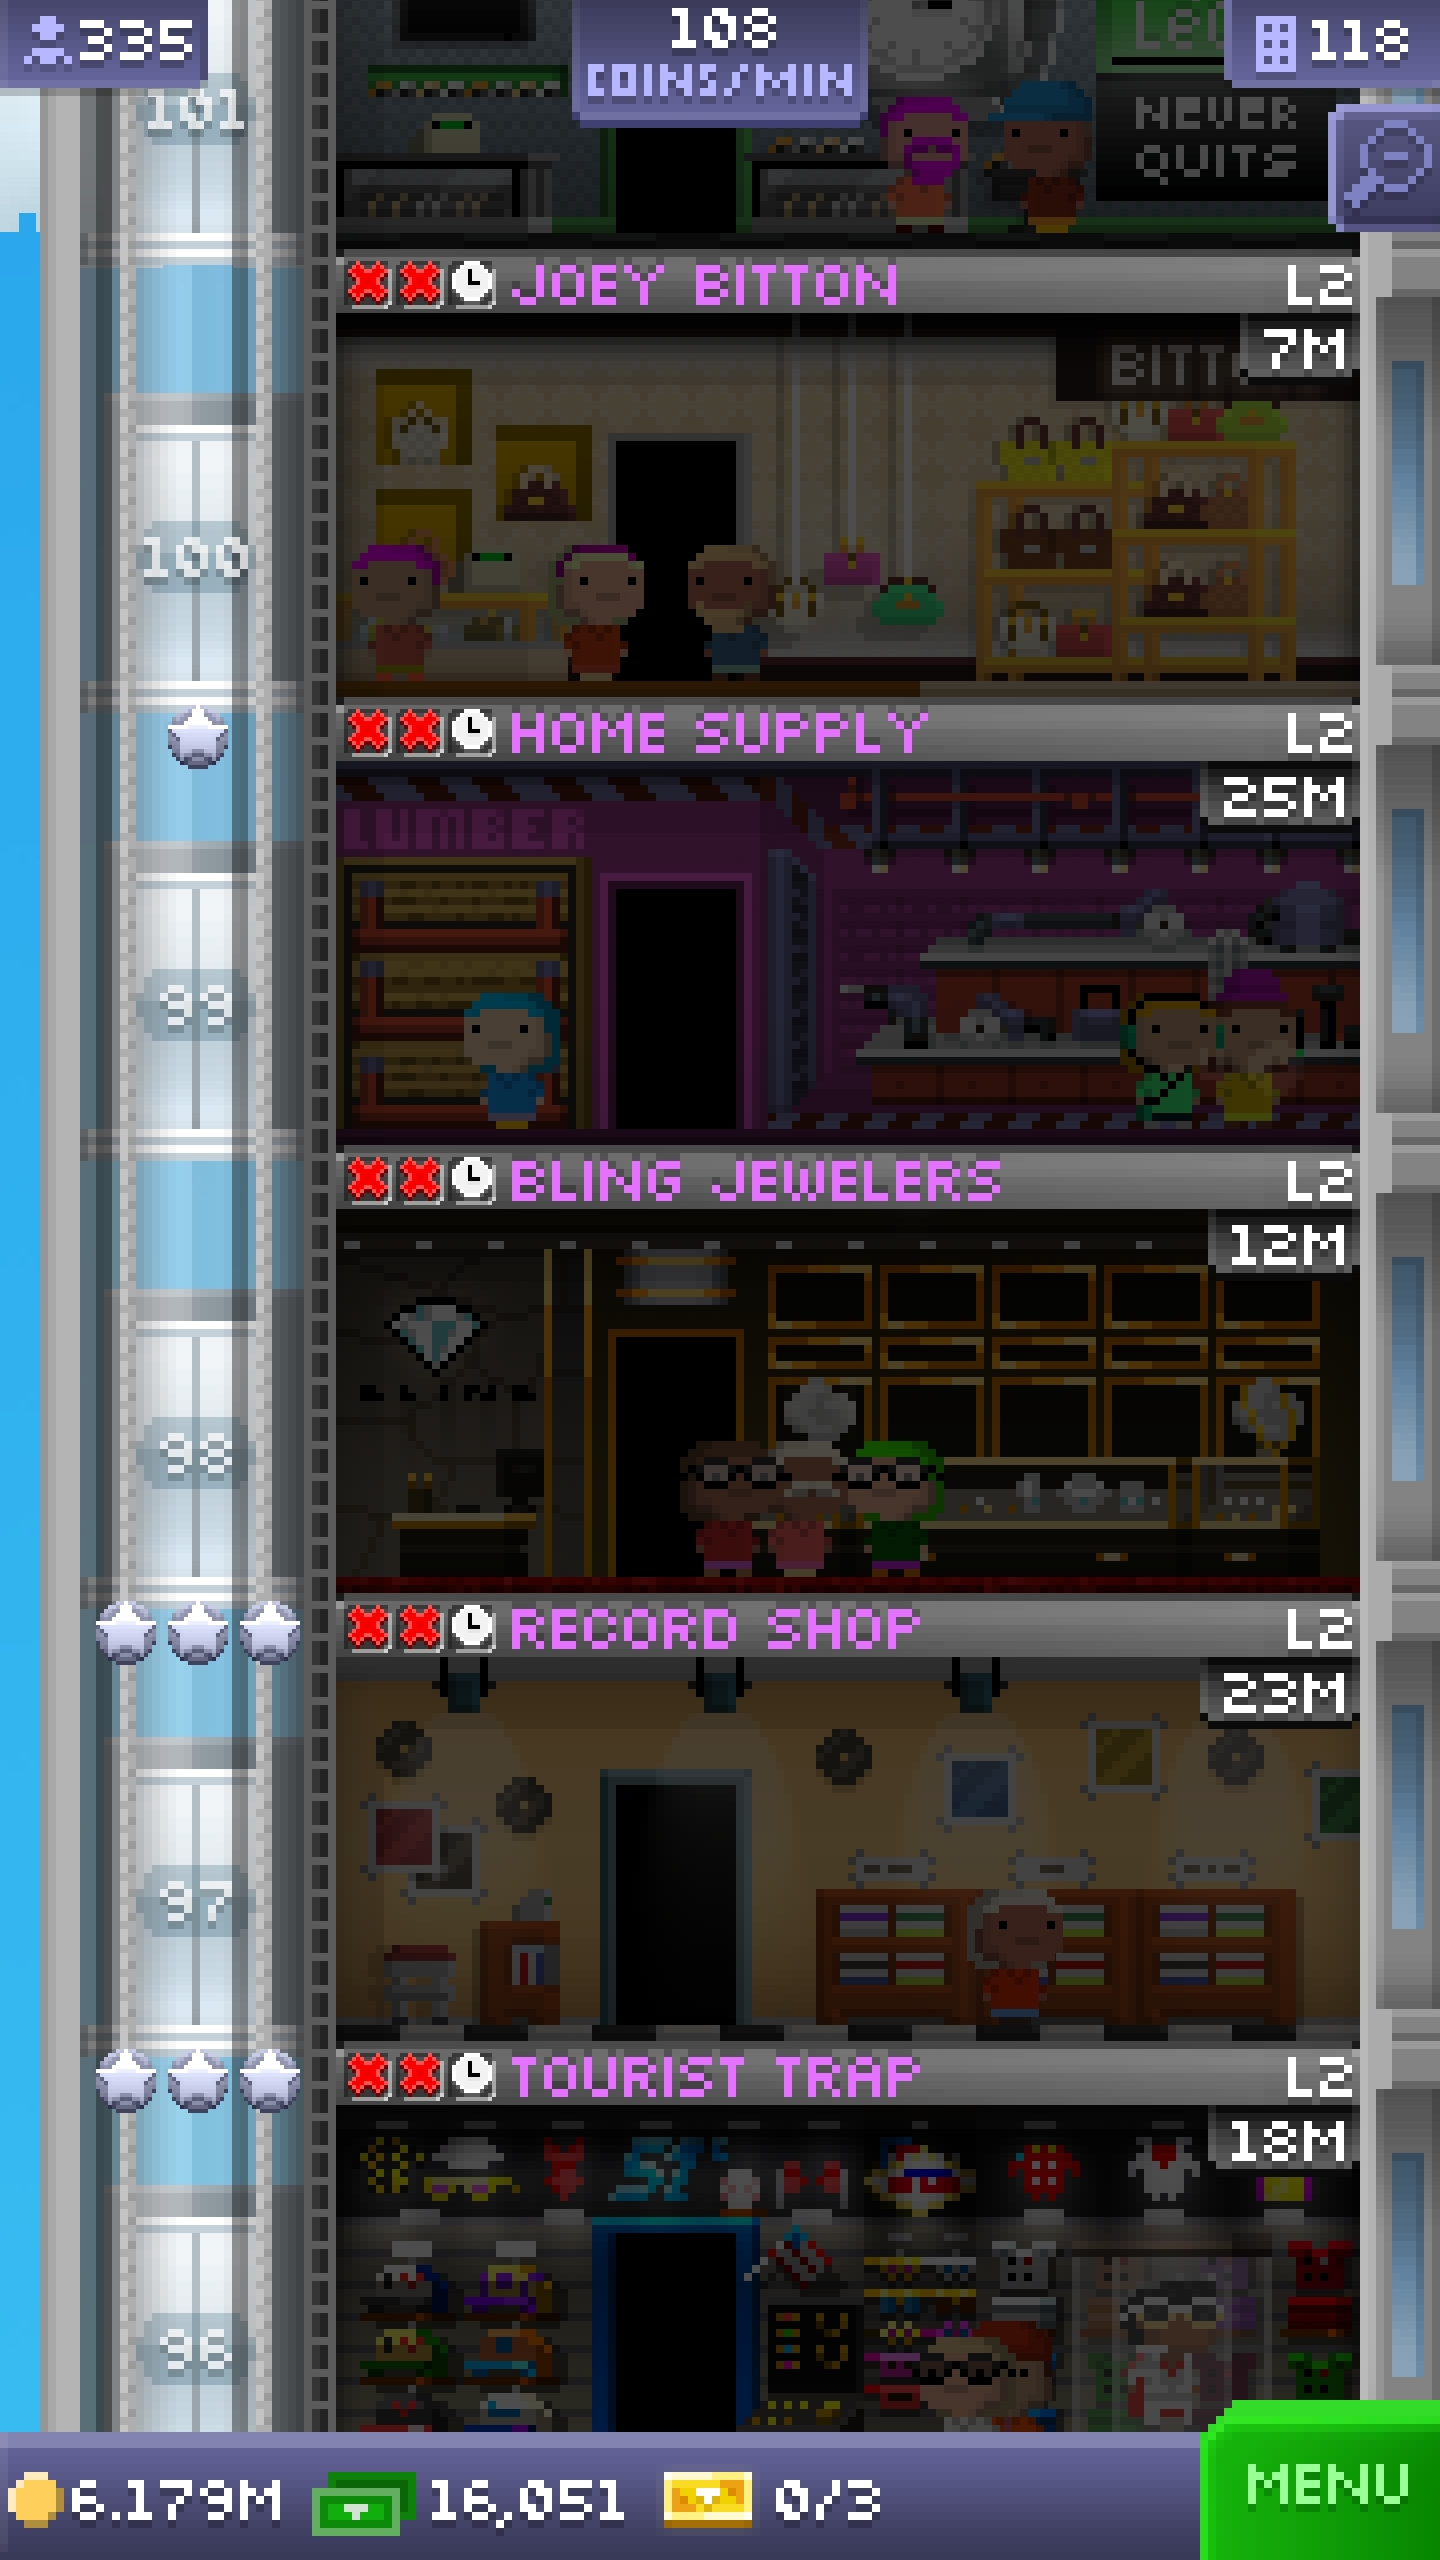 335
108
COINS/MIN
118
101
NEVER
QUITS
JOEY BITTON L2
7M
100
HOME SUPPLY L2
25M
LUMBER
99
BLING JEWELERS L2
12M
BLING
98
RECORD SHOP L2
23M
97
TOURIST TRAP L2
18M
96
6.179M 16,051 0/3
MENU